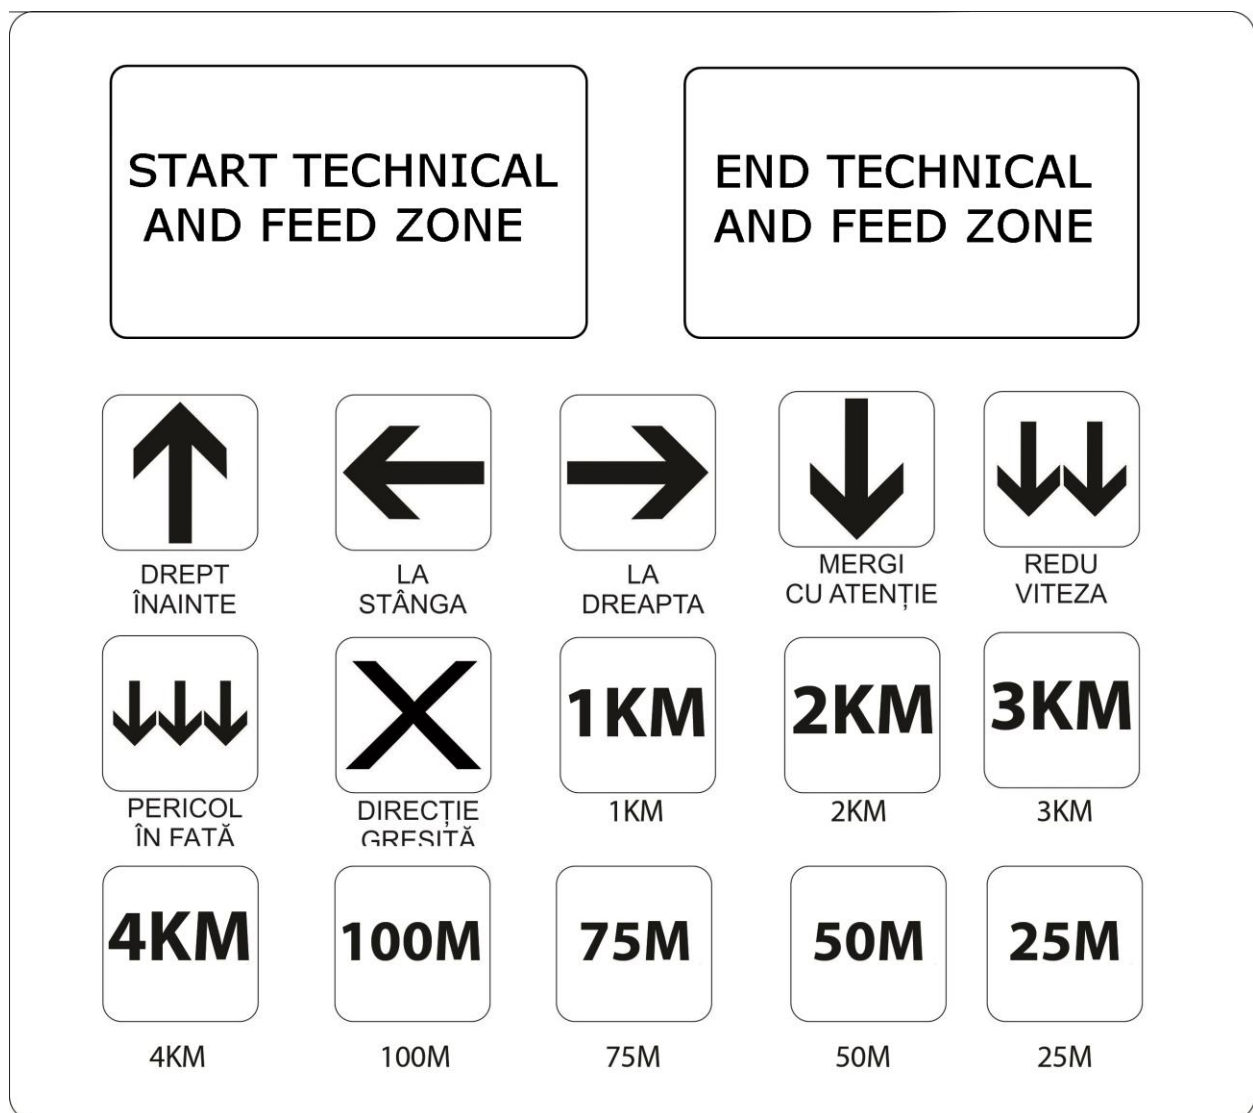 START TECHNICAL
AND FEED ZONE
END TECHNICAL
AND FEED ZONE
DREPT
ÎNAINTE
LA
STÂNGA
LA
DREAPTA
MERGI
CU ATENȚIE
REDU
VITEZA
1KM
2KM
3KM
PERICOL
ÎN FAȚĂ
DIRECȚIE
GREȘITĂ
1KM
2KM
3KM
4KM
100M
75M
50M
25M
4KM
100M
75M
50M
25M